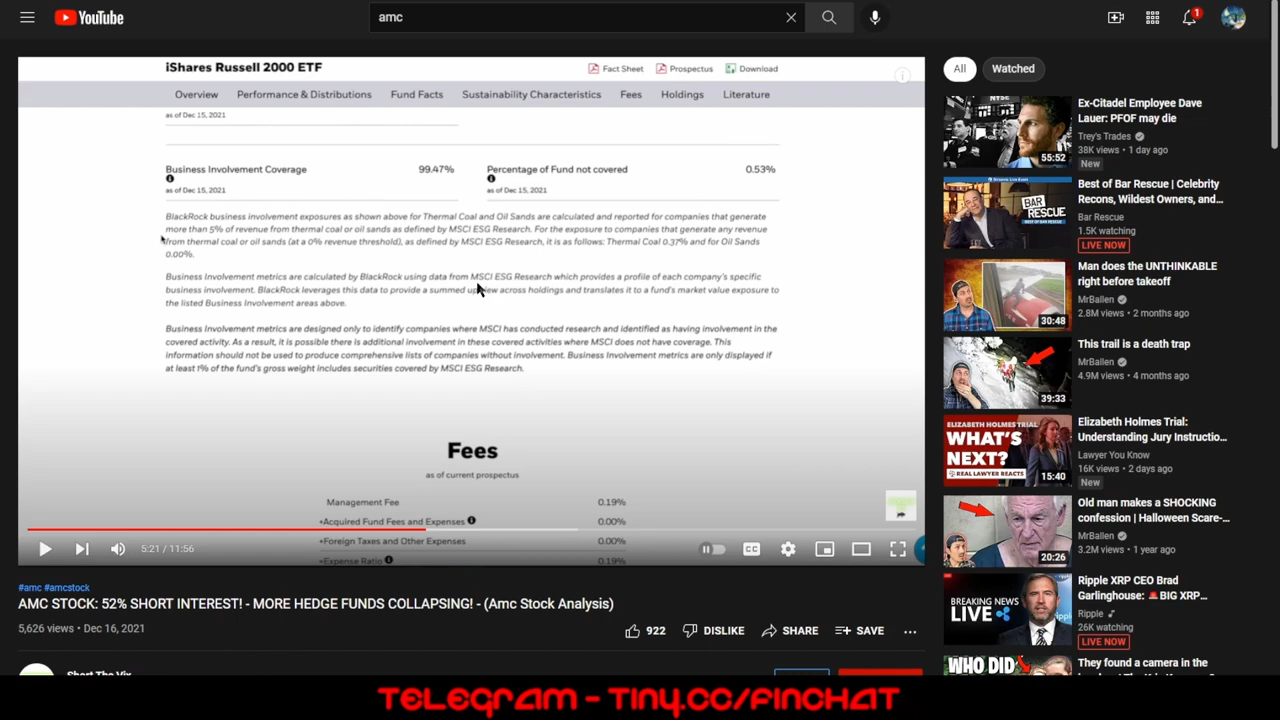 YouTube
amc
1
iShares Russell 2000 ETF
Fact Sheet
Prospectus
Download
Overview
Performance & Distributions
Fund Facts
Sustainability Characteristics
Fees
Holdings
Literature
as of Dec 15, 2021
Business Involvement Coverage
99.47%
as of Dec 15, 2021
Percentage of Fund not covered
0.53%
as of Dec 15, 2021
BlackRock business involvement exposures as shown above for Thermal Coal and Oil Sands are calculated and reported for companies that generate
more than 5% of revenue from thermal coal or oil sands as defined by MSCI ESG Research. For the exposure to companies that generate any revenue
from thermal coal or oil sands (at a 0% revenue threshold), as defined by MSCI ESG Research, it is as follows: Thermal Coal 0.37% and for Oil Sands
0.00%.
Business Involvement metrics are calculated by BlackRock using data from MSCI ESG Research which provides a profile of each company's specific
business involvement. BlackRock leverages this data to provide a summed up view across holdings and translates it to a fund's market value exposure to
the listed Business Involvement areas above.
Business Involvement metrics are designed only to identify companies where MSCI has conducted research and identified as having involvement in the
covered activity. As a result, it is possible there is additional involvement in these covered activities where MSCI does not have coverage. This
information should not be used to produce comprehensive lists of companies without involvement. Business Involvement metrics are only displayed if
at least 1% of the fund's gross weight includes securities covered by MSCI ESG Research.
Fees
as of current prospectus
Management Fee 0.19%
+Acquired Fund Fees and Expenses 0.00%
+Foreign Taxes and Other Expenses 0.00%
=Expense Ratio 0.19%
5:21 / 11:56
CC
#amc #amcstock
AMC STOCK: 52% SHORT INTEREST! - MORE HEDGE FUNDS COLLAPSING! - (Amc Stock Analysis)
5,626 views • Dec 16, 2021
922
DISLIKE
SHARE
SAVE
Short The Vix
All
Watched
NYSE
55:52
Ex-Citadel Employee Dave
Lauer: PFOF may die
Trey's Trades
38K views • 1 day ago
New
BAR
RESCUE
Best of Bar Rescue | Celebrity
Recons, Wildest Owners, and...
Bar Rescue
1.5K watching
LIVE NOW
30:48
Man does the UNTHINKABLE
right before takeoff
MrBallen
2.8M views • 2 months ago
39:33
This trail is a death trap
MrBallen
4.9M views • 4 months ago
ELIZABETH HOLMES TRIAL
WHAT'S
NEXT?
REAL LAWYER REACTS
15:40
Elizabeth Holmes Trial:
Understanding Jury Instructio...
Lawyer You Know
16K views • 2 days ago
New
20:26
Old man makes a SHOCKING
confession | Halloween Scare-...
MrBallen
3.2M views • 1 year ago
BREAKING NEWS
LIVE
Ripple XRP CEO Brad
Garlinghouse: 🚨BIG XRP...
Ripple
26K watching
LIVE NOW
WHO DID
They found a camera in the
TELEGRAM - TINY.CC/FINCHAT